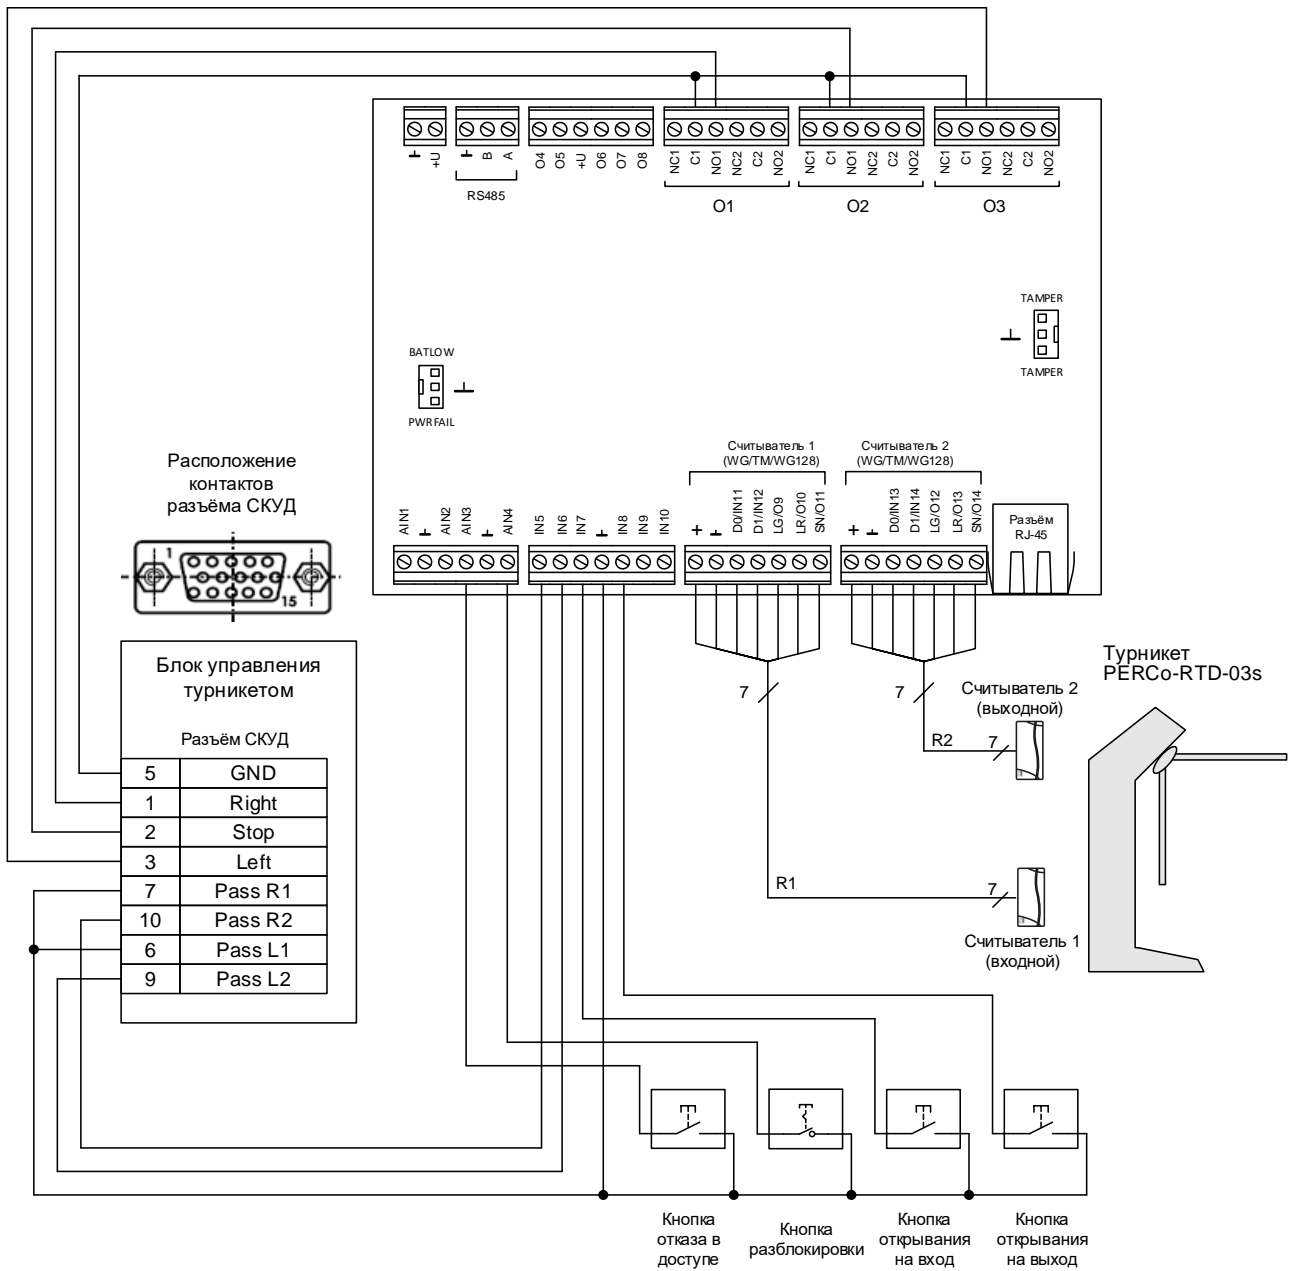 ⊥
+U
⊥
B
A
RS485
O4
O5
+U
O6
O7
O8
NC1
C1
NO1
NC2
C2
NO2
O1
NC1
C1
NO1
NC2
C2
NO2
O2
NC1
C1
NO1
NC2
C2
NO2
O3
TAMPER
TAMPER
BATLOW
PWRFAIL
Расположение
контактов
разъёма СКУД
1
15
Считыватель 1
(WG/TM/WG128)
Считыватель 2
(WG/TM/WG128)
AIN1
⊥
AIN2
AIN3
⊥
AIN4
IN5
IN6
IN7
⊥
IN8
IN9
IN10
+
⊥
D0/IN11
D1/IN12
LG/O9
LR/O10
SN/O11
+
⊥
D0/IN13
D1/IN14
LG/O12
LR/O13
SN/O14
Разъём
RJ-45
Блок управления
турникетом
Разъём СКУД
5 GND
1 Right
2 Stop
3 Left
7 Pass R1
10 Pass R2
6 Pass L1
9 Pass L2
7
7
Считыватель 2
(выходной)
R2
7
Турникет
PERCo-RTD-03s
R1
7
Считыватель 1
(входной)
Кнопка
отказа в
доступе
Кнопка
разблокировки
Кнопка
открывания
на вход
Кнопка
открывания
на выход